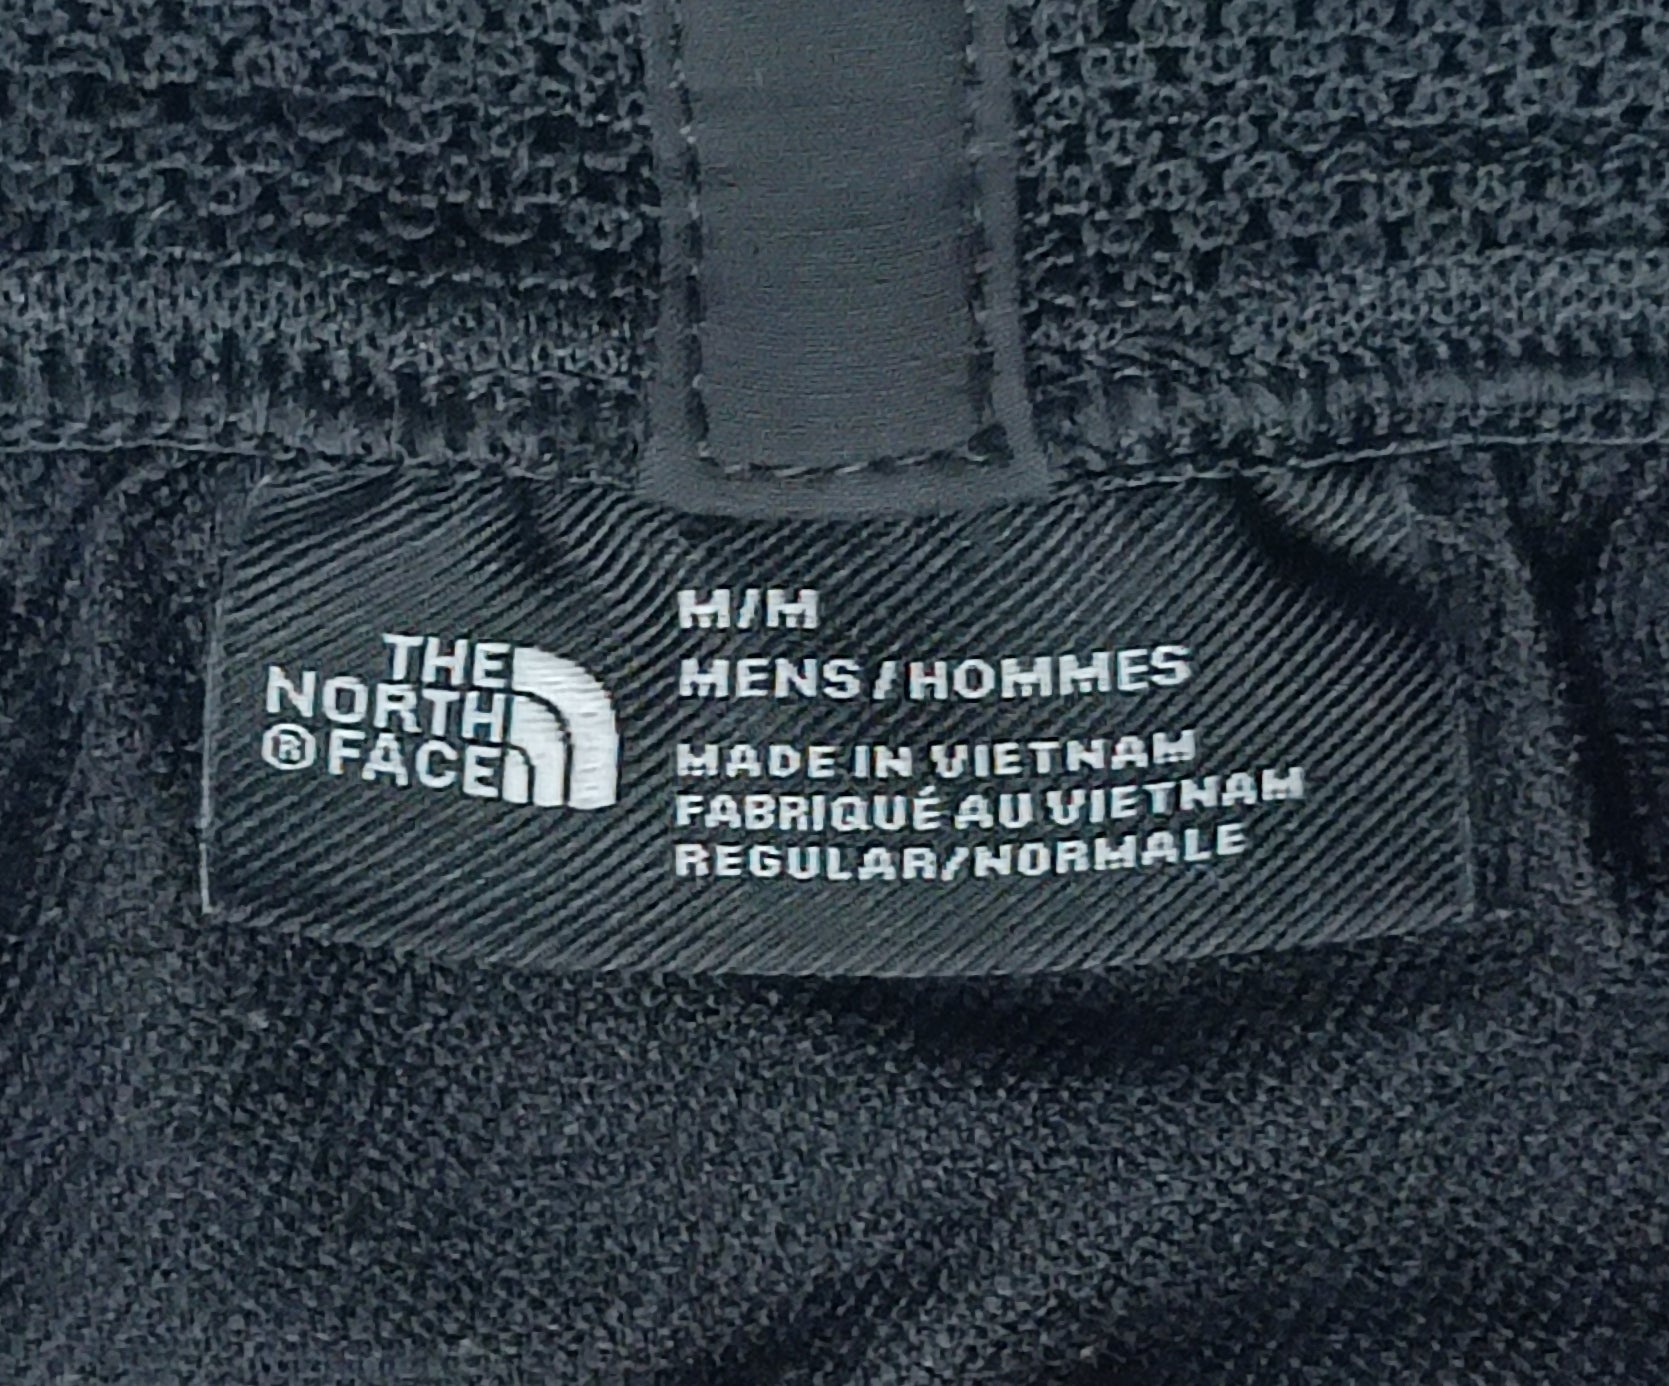 THE
NORTH
® FACE
M/M
MENS/HOMMES
MADE IN VIETNAM
FABRIQUÉ AU VIETNAM
REGULAR/NORMALE